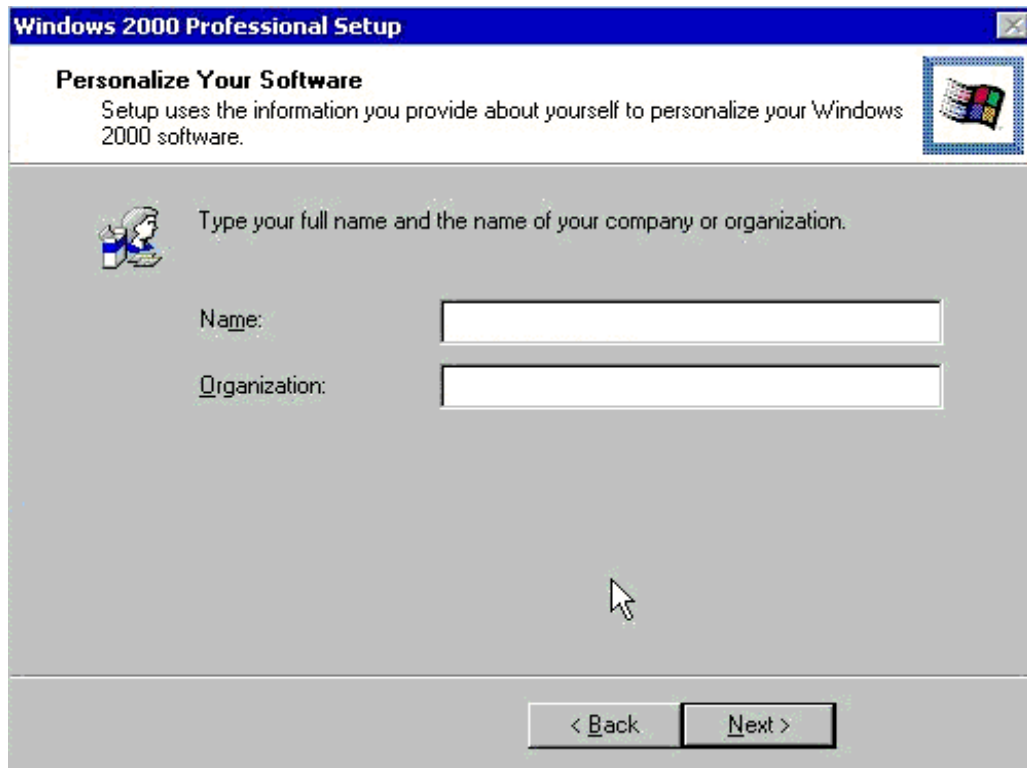 Windows 2000 Professional Setup
Personalize Your Software
Setup uses the information you provide about yourself to personalize your Windows
2000 software.
Type your full name and the name of your company or organization.
Name:
Organization:
< Back
Next >